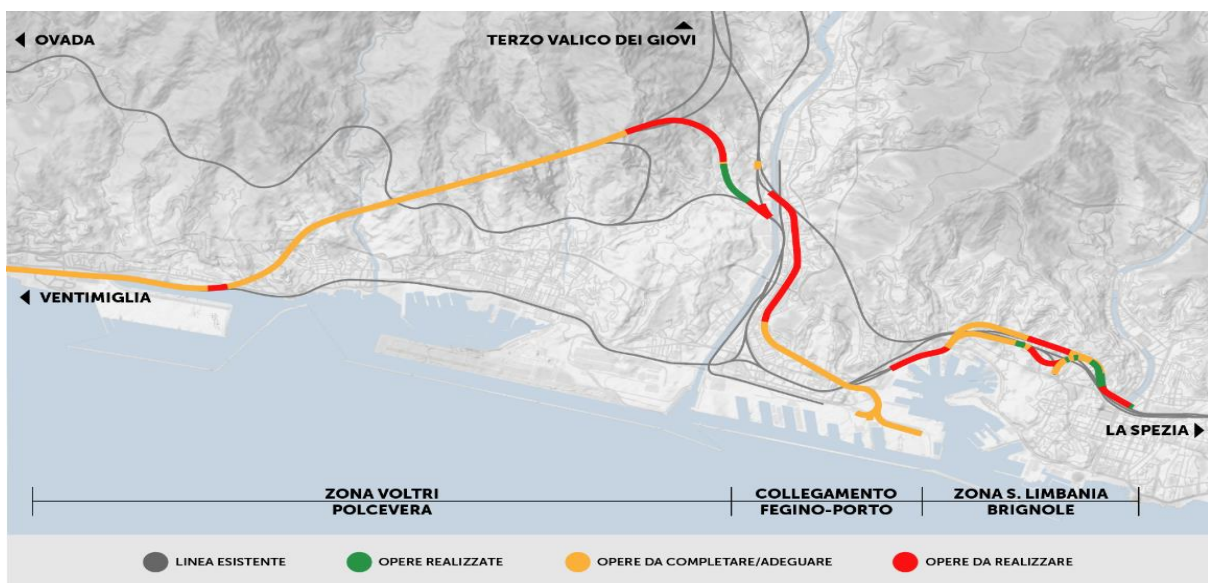 OVADA
TERZO VALICO DEI GIOVI
VENTIMIGLIA
LA SPEZIA
ZONA VOLTRI
POLCEVERA
COLLEGAMENTO
FEGINO-PORTO
ZONA S. LIMBANIA
BRIGNOLE
LINEA ESISTENTE
OPERE REALIZZATE
OPERE DA COMPLETARE/ADEGUARE
OPERE DA REALIZZARE